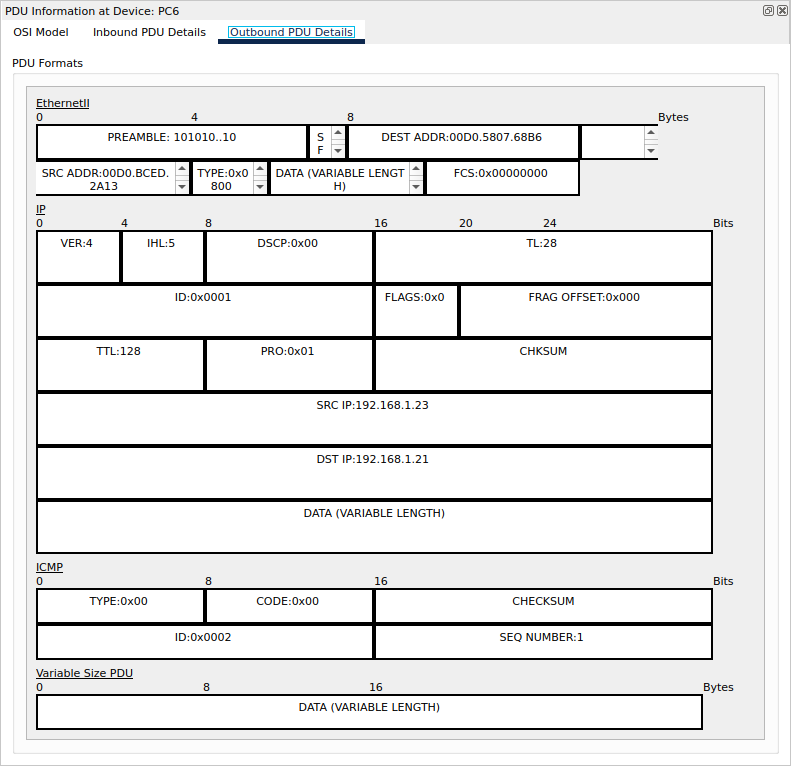 PDU Information at Device: PC6
OSI Model Inbound PDU Details Outbound PDU Details
PDU Formats
EthernetII
0 4 8 Bytes
PREAMBLE: 101010..10 S DEST ADDR:00D0.5807.68B6
F
SRC ADDR:00D0.BCED. TYPE:0x0 DATA (VARIABLE LENGT FCS:0x00000000
2A13 800 H)
IP
0 4 8 16 20 24 Bits
VER:4 IHL:5 DSCP:0x00 TL:28
ID:0x0001 FLAGS:0x0 FRAG OFFSET:0x000
TTL:128 PRO:0x01 CHKSUM
SRC IP:192.168.1.23
DST IP:192.168.1.21
DATA (VARIABLE LENGTH)
ICMP
0 8 16 Bits
TYPE:0x00 CODE:0x00 CHECKSUM
ID:0x0002 SEQ NUMBER:1
Variable Size PDU
0 8 16 Bytes
DATA (VARIABLE LENGTH)